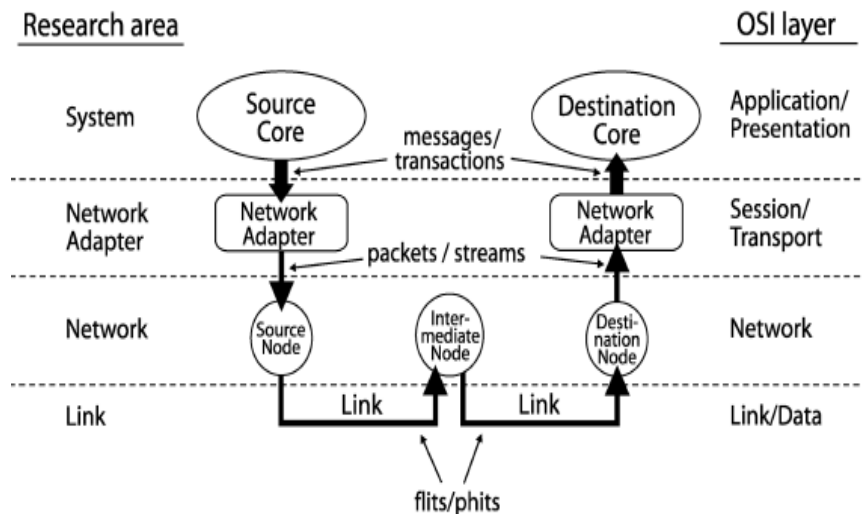 Research area
OSI layer
System
Source
Core
Destination
Core
Application/
Presentation
messages/
transactions
Network
Adapter
Network
Adapter
Network
Adapter
Session/
Transport
packets / streams
Network
Source
Node
Inter-
mediate
Node
Desti-
nation
Node
Network
Link
Link
Link
Link/Data
flits/phits